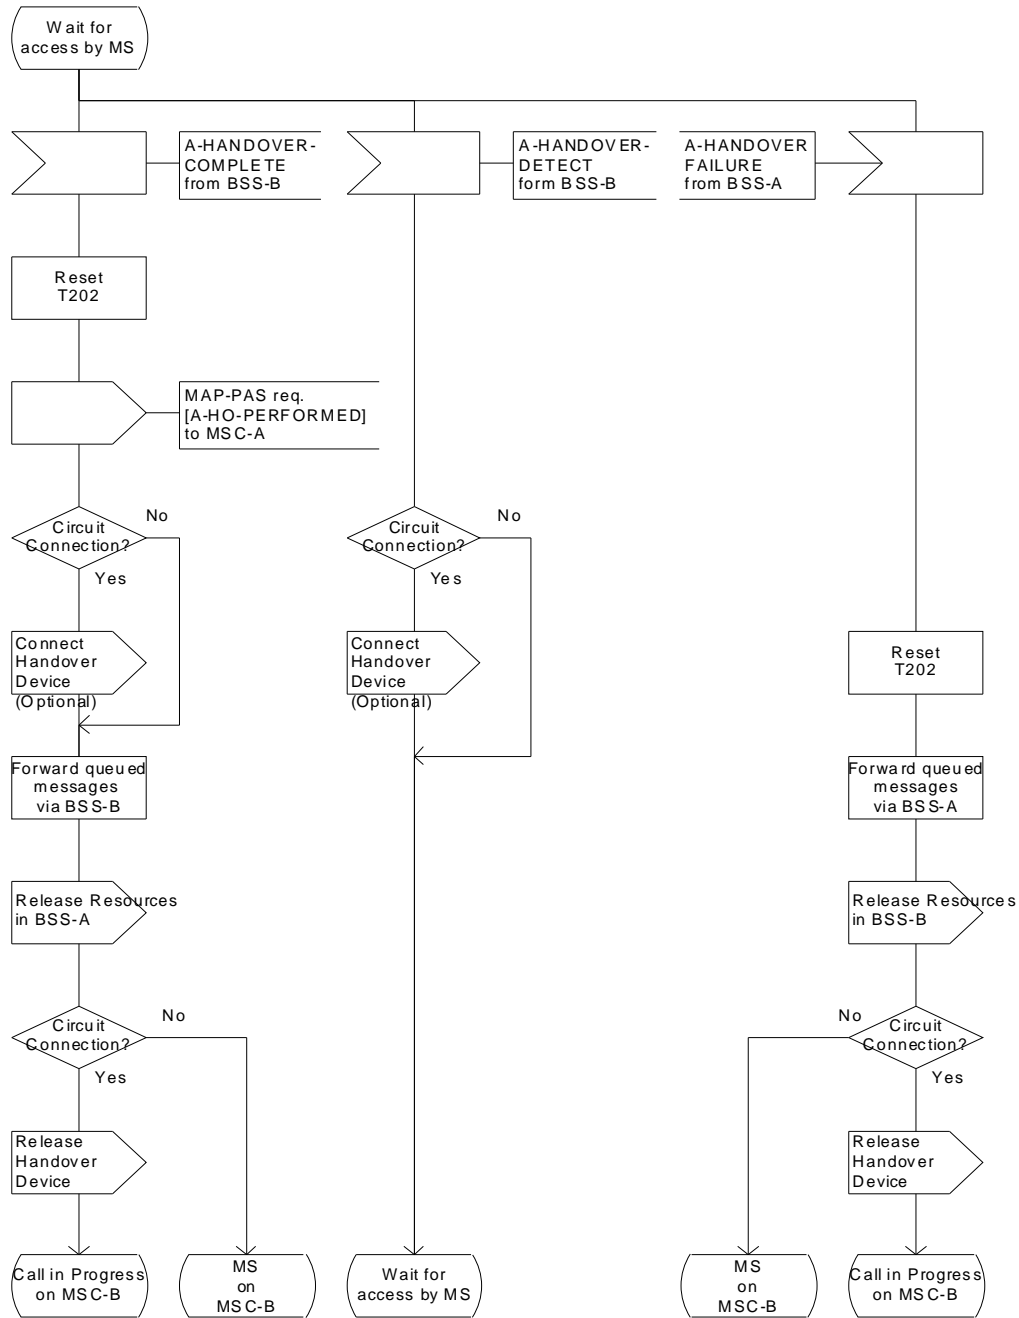 Wait for
access by MS
A-HANDOVER-
COMPLETE
from BSS-B
A-HANDOVER-
DETECT
form BSS-B
A-HANDOVER
FAILURE
from BSS-A
Reset
T202
MAP-PAS req.
[A-HO-PERFORMED]
to MSC-A
Circuit
Connection?
No
Yes
Circuit
Connection?
No
Yes
Connect
Handover
Device
(Optional)
Connect
Handover
Device
(Optional)
Reset
T202
Forward queued
messages
via BSS-B
Forward queued
messages
via BSS-A
Release Resources
in BSS-A
Release Resources
in BSS-B
Circuit
Connection?
No
Yes
No
Circuit
Connection?
Yes
Release
Handover
Device
Release
Handover
Device
Call in Progress
on MSC-B
MS
on
MSC-B
Wait for
access by MS
MS
on
MSC-B
Call in Progress
on MSC-B